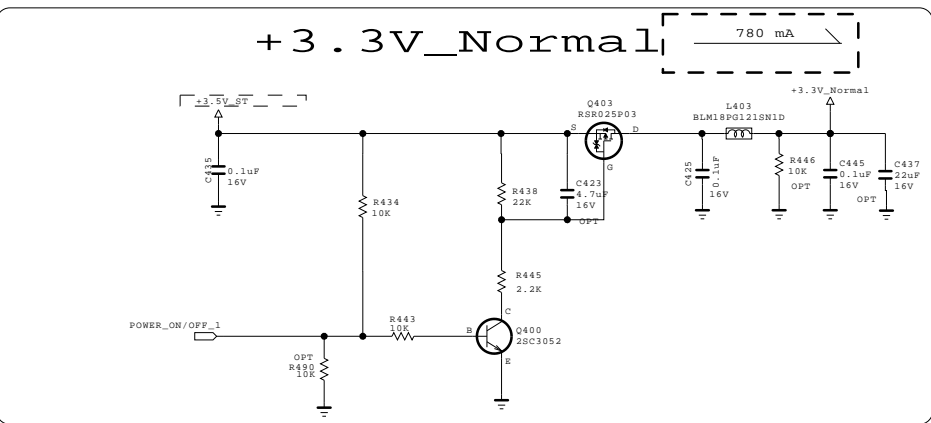 +3.3V_Normal
780 mA
+3.5V_ST
C435
0.1uF
16V
R434
10K
R438
22K
C423
4.7uF
16V
OPT
Q403
RSR025P03
S
D
G
L403
BLM18PG121SN1D
+3.3V_Normal
C425
0.1uF
16V
R446
10K
OPT
C445
0.1uF
16V
C437
22uF
16V
OPT
R445
2.2K
POWER_ON/OFF_1
R443
10K
B
C
Q400
2SC3052
E
OPT
R490
10K